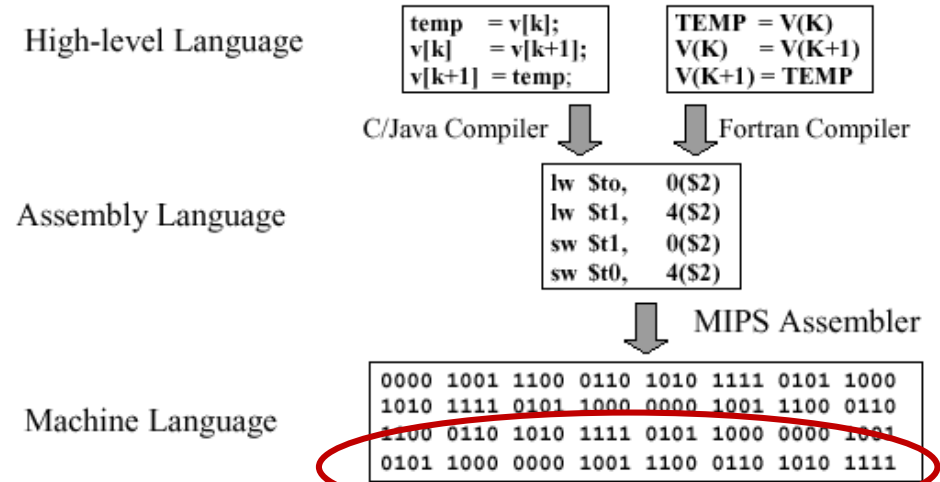 High-level Language
temp = v[k];
v[k] = v[k+1];
v[k+1] = temp;
TEMP = V(K)
V(K) = V(K+1)
V(K+1) = TEMP
C/Java Compiler
Fortran Compiler
Assembly Language
lw $to, 0($2)
lw $t1, 4($2)
sw $t1, 0($2)
sw $t0, 4($2)
MIPS Assembler
Machine Language
0000 1001 1100 0110 1010 1111 0101 1000
1010 1111 0101 1000 0000 1001 1100 0110
1100 0110 1010 1111 0101 1000 0000 1001
0101 1000 0000 1001 1100 0110 1010 1111